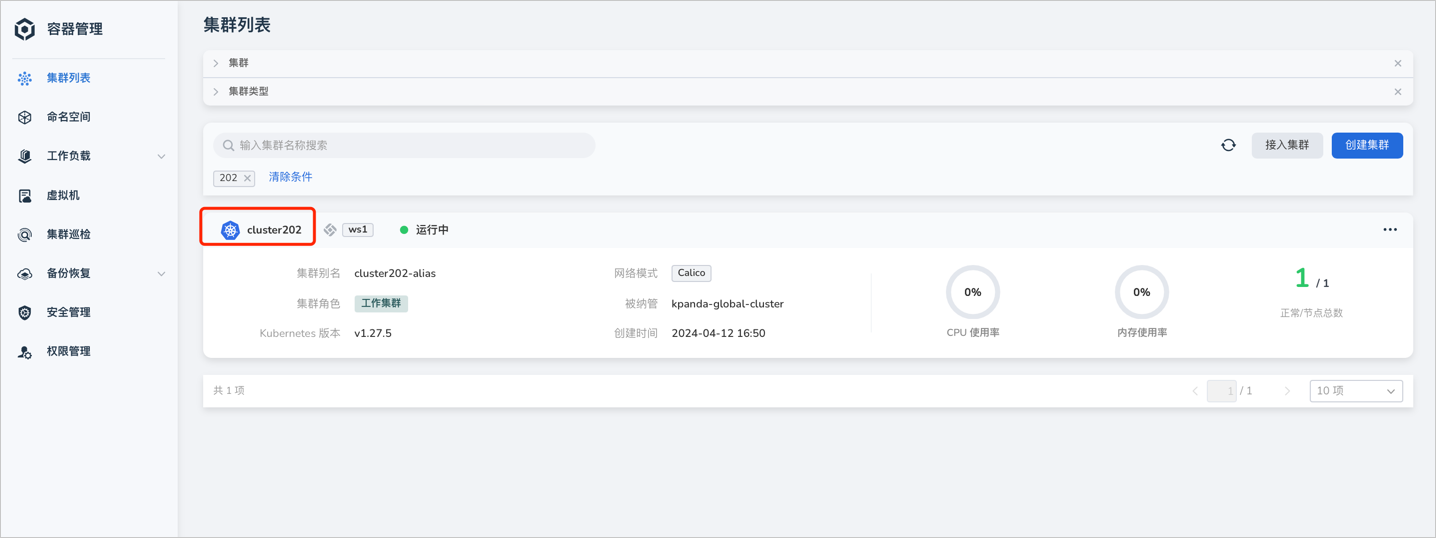 容器管理
集群列表
命名空间
工作负载
虚拟机
集群巡检
备份恢复
安全管理
权限管理
集群列表
集群
集群类型
输入集群名称搜索
接入集群
创建集群
202
清除条件
cluster202
ws1
运行中
集群别名 cluster202-alias
网络模式 Calico
集群角色 工作集群
被纳管 kpanda-global-cluster
Kubernetes 版本 v1.27.5
创建时间 2024-04-12 16:50
0%
CPU 使用率
0%
内存使用率
1 / 1
正常/节点总数
共 1 项
1 / 1
10 项